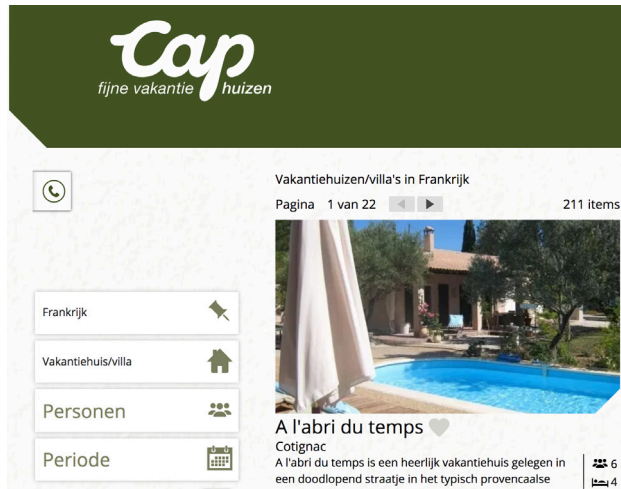 Cap
fijne vakantie huizen
Vakantiehuizen/villa's in Frankrijk
Pagina 1 van 22 211 items
Frankrijk
Vakantiehuis/villa
Personen
Periode
A l'abri du temps
Cotignac
A l'abri du temps is een heerlijk vakantiehuis gelegen in 6
een doodlopend straatje in het typisch provencaalse 4